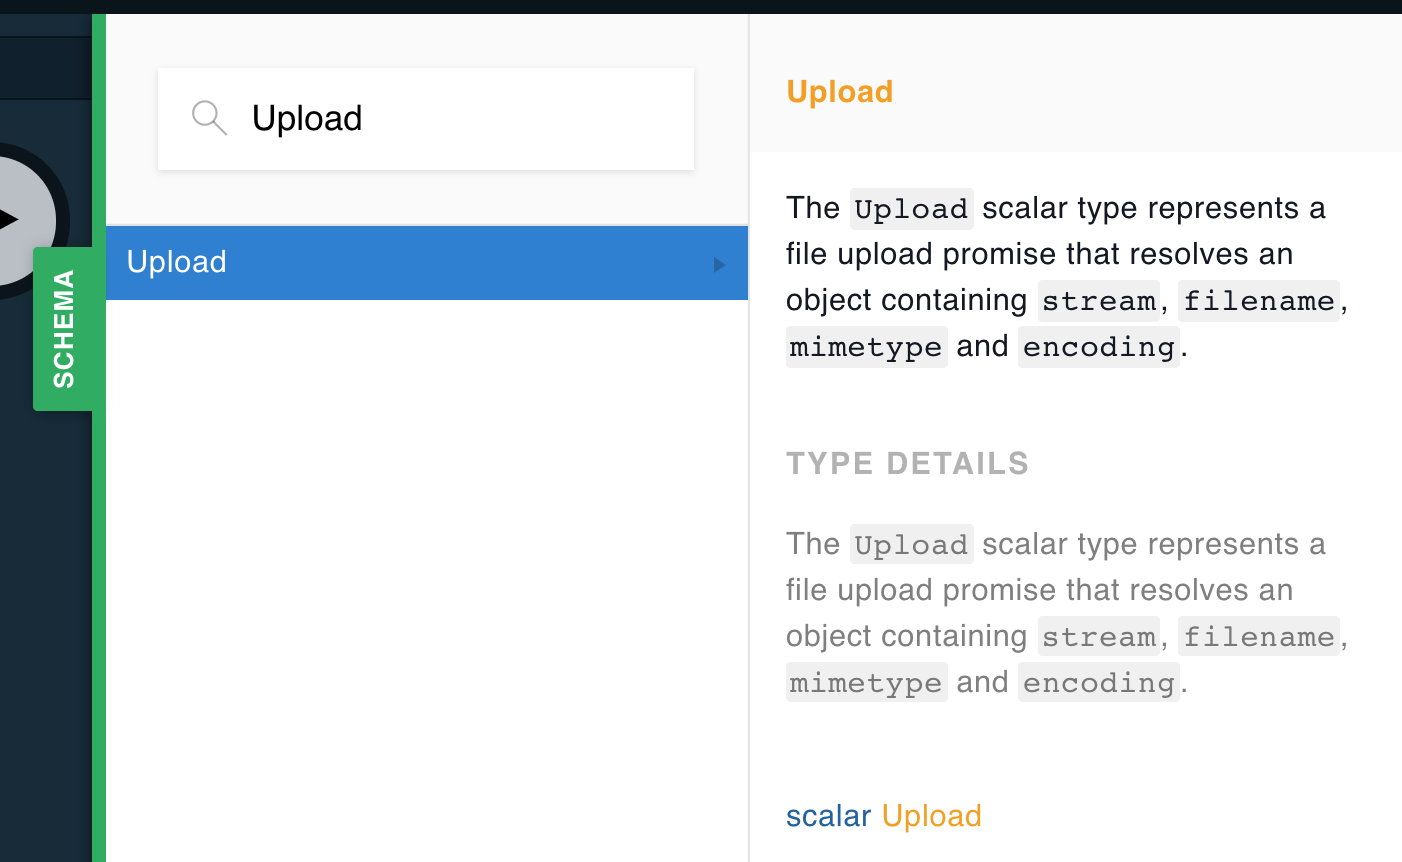 Upload
Upload
SCHEMA
Upload
The Upload scalar type represents a
file upload promise that resolves an
object containing stream, filename,
mimetype and encoding.
TYPE DETAILS
The Upload scalar type represents a
file upload promise that resolves an
object containing stream, filename,
mimetype and encoding.
scalar Upload